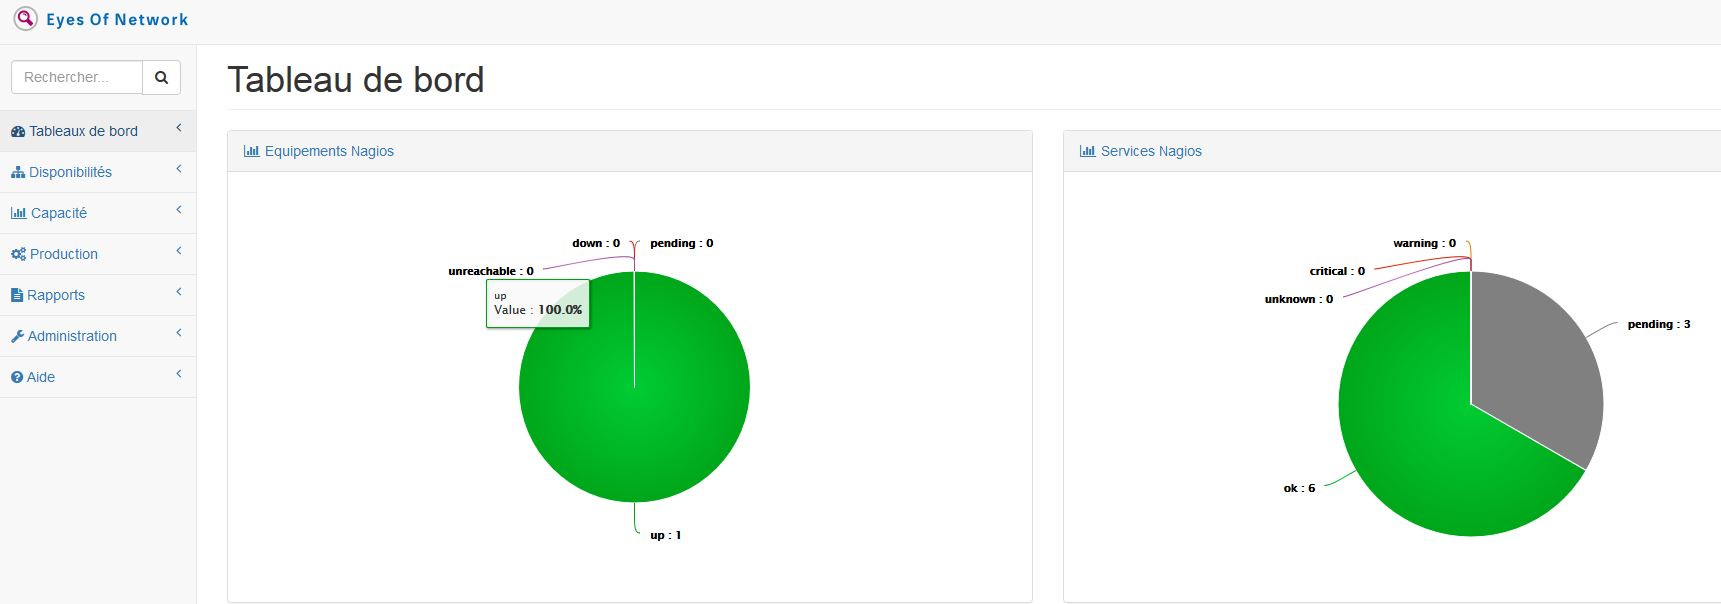 Eyes Of Network
Rechercher...
Tableaux de bord
Disponibilités
Capacité
Production
Rapports
Administration
Aide
Tableau de bord
Equipements Nagios
down : 0
pending : 0
unreachable : 0
up
Value : 100.0%
up : 1
Services Nagios
warning : 0
critical : 0
unknown : 0
pending : 3
ok : 6